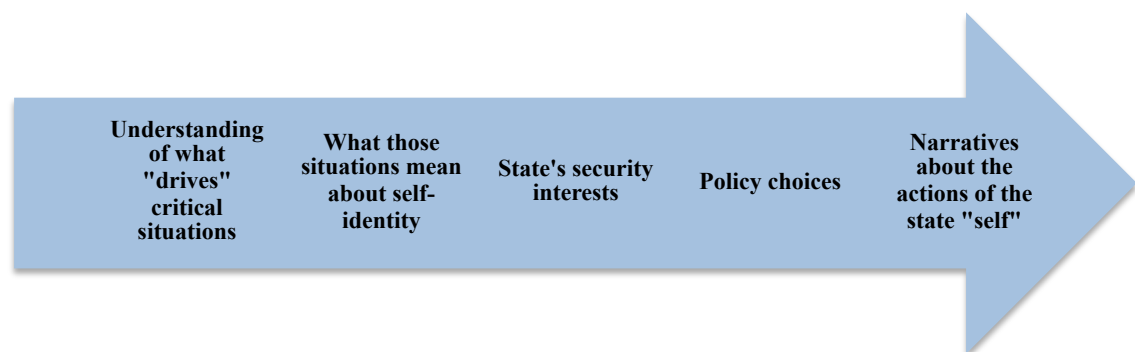 Understanding
of what
"drives"
critical
situations
What those
situations mean
about self-
identity
State's security
interests
Policy choices
Narratives
about the
actions of the
state "self"